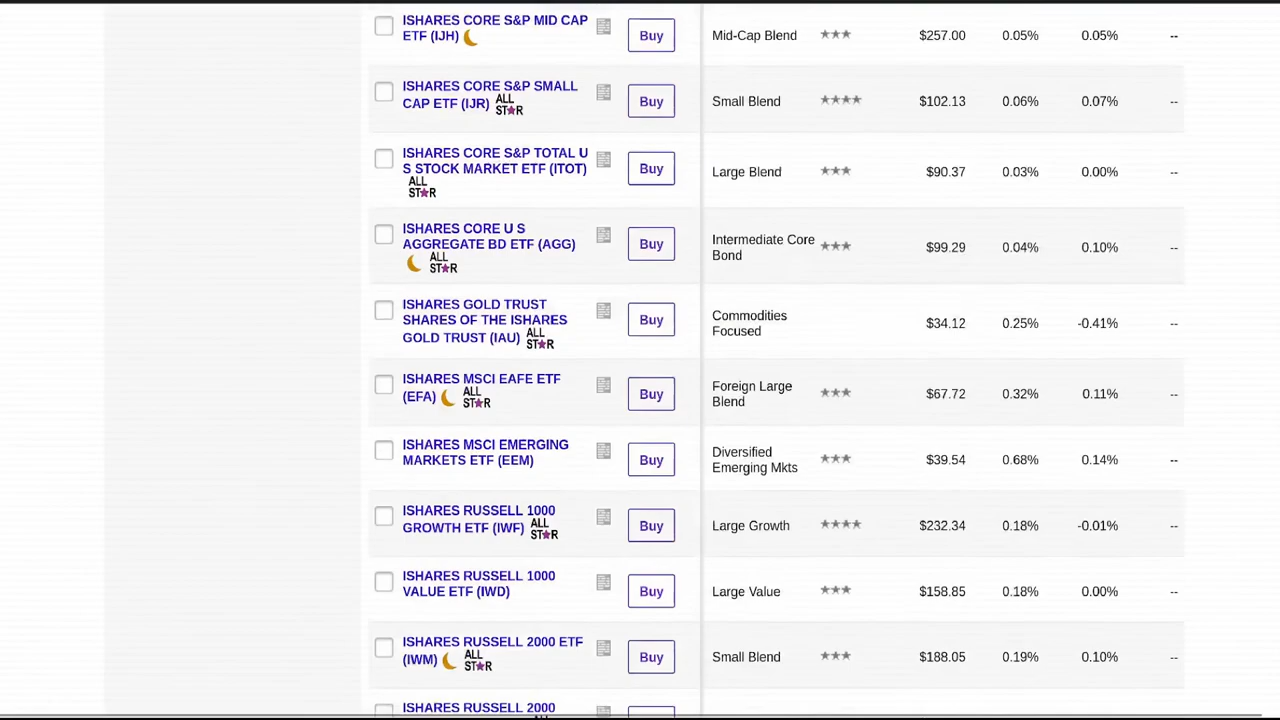 ISHARES CORE S&P MID CAP
ETF (IJH)
Buy
Mid-Cap Blend
$257.00
0.05%
0.05%
--
ISHARES CORE S&P SMALL
CAP ETF (IJR) ALL STAR
Buy
Small Blend
$102.13
0.06%
0.07%
--
ISHARES CORE S&P TOTAL U
S STOCK MARKET ETF (ITOT)
ALL STAR
Buy
Large Blend
$90.37
0.03%
0.00%
--
ISHARES CORE U S
AGGREGATE BD ETF (AGG)
ALL STAR
Buy
Intermediate Core
Bond
$99.29
0.04%
0.10%
--
ISHARES GOLD TRUST
SHARES OF THE ISHARES
GOLD TRUST (IAU) ALL STAR
Buy
Commodities
Focused
$34.12
0.25%
-0.41%
--
ISHARES MSCI EAFE ETF
(EFA) ALL STAR
Buy
Foreign Large
Blend
$67.72
0.32%
0.11%
--
ISHARES MSCI EMERGING
MARKETS ETF (EEM)
Buy
Diversified
Emerging Mkts
$39.54
0.68%
0.14%
--
ISHARES RUSSELL 1000
GROWTH ETF (IWF) ALL STAR
Buy
Large Growth
$232.34
0.18%
-0.01%
--
ISHARES RUSSELL 1000
VALUE ETF (IWD)
Buy
Large Value
$158.85
0.18%
0.00%
--
ISHARES RUSSELL 2000 ETF
(IWM) ALL STAR
Buy
Small Blend
$188.05
0.19%
0.10%
--
ISHARES RUSSELL 2000